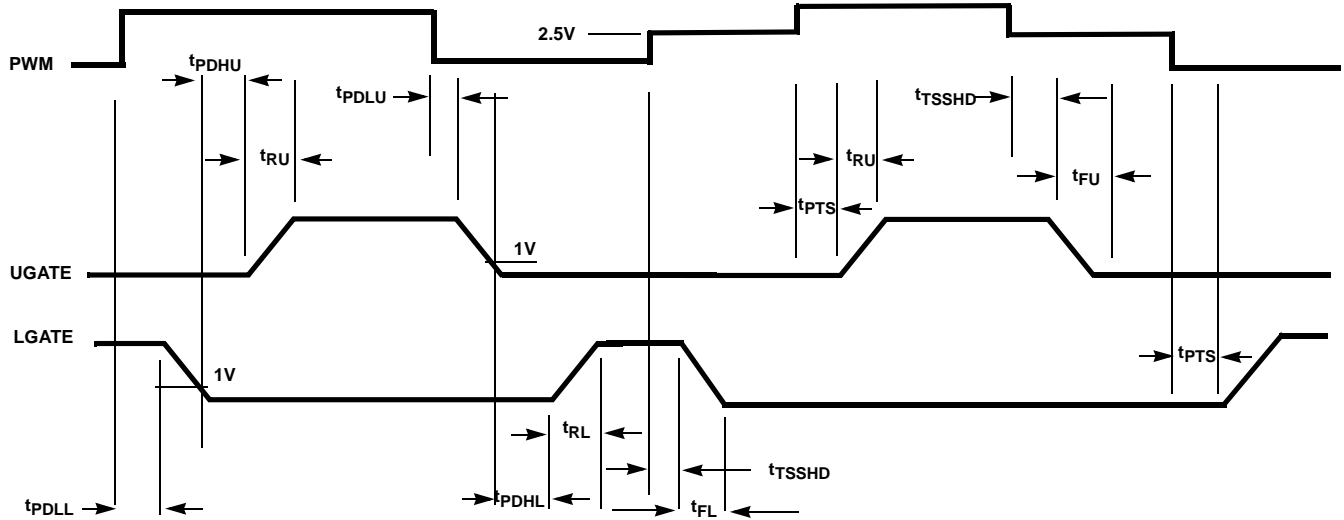 2.5V
PWM
tPDHU
tPDLU
tTSSHD
tRU
tRU
tFU
tPTS
1V
UGATE
LGATE
1V
tPTS
tRL
tTSSHD
tPDLL
tPDHL
tFL